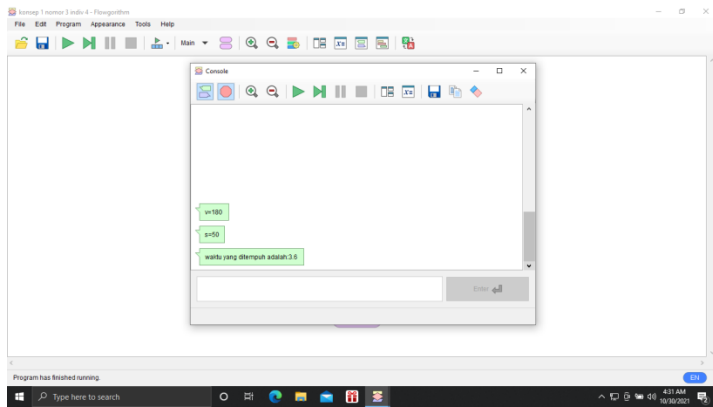 konsep 1 nomor 3 indiv-4 - Flowgorithm
File Edit Program Appearance Tools Help
Main
Console
v=180
s=50
waktu yang ditempuh adalah:3.6
Enter
Program has finished running.
EN
Type here to search
4:31 AM
10/30/2021